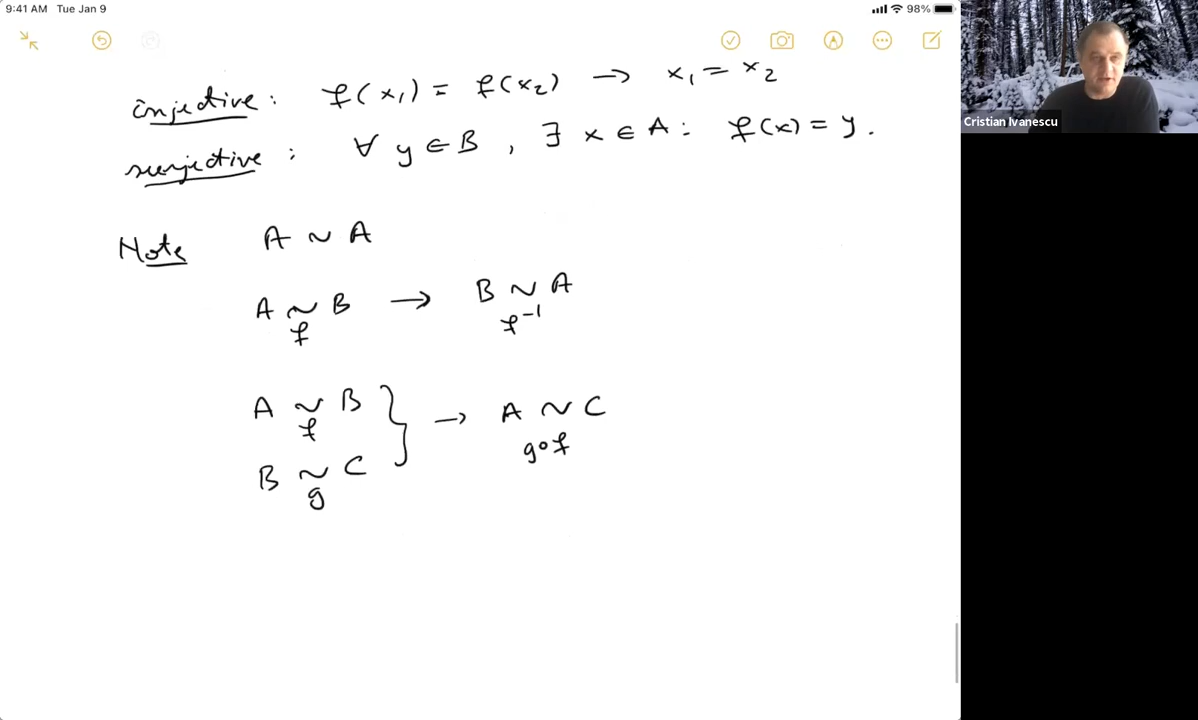 9:41 AM Tue Jan 9 98%
injective: f(x₁) = f(x₂) → x₁ = x₂
surjective: ∀ y ∈ B, ∃ x ∈ A: f(x) = y.
Cristian Ivanescu
Note A ~ A
A ~ B → B ~ A
f f⁻¹
A ~ B } → A ~ C
f g∘f
B ~ C
g